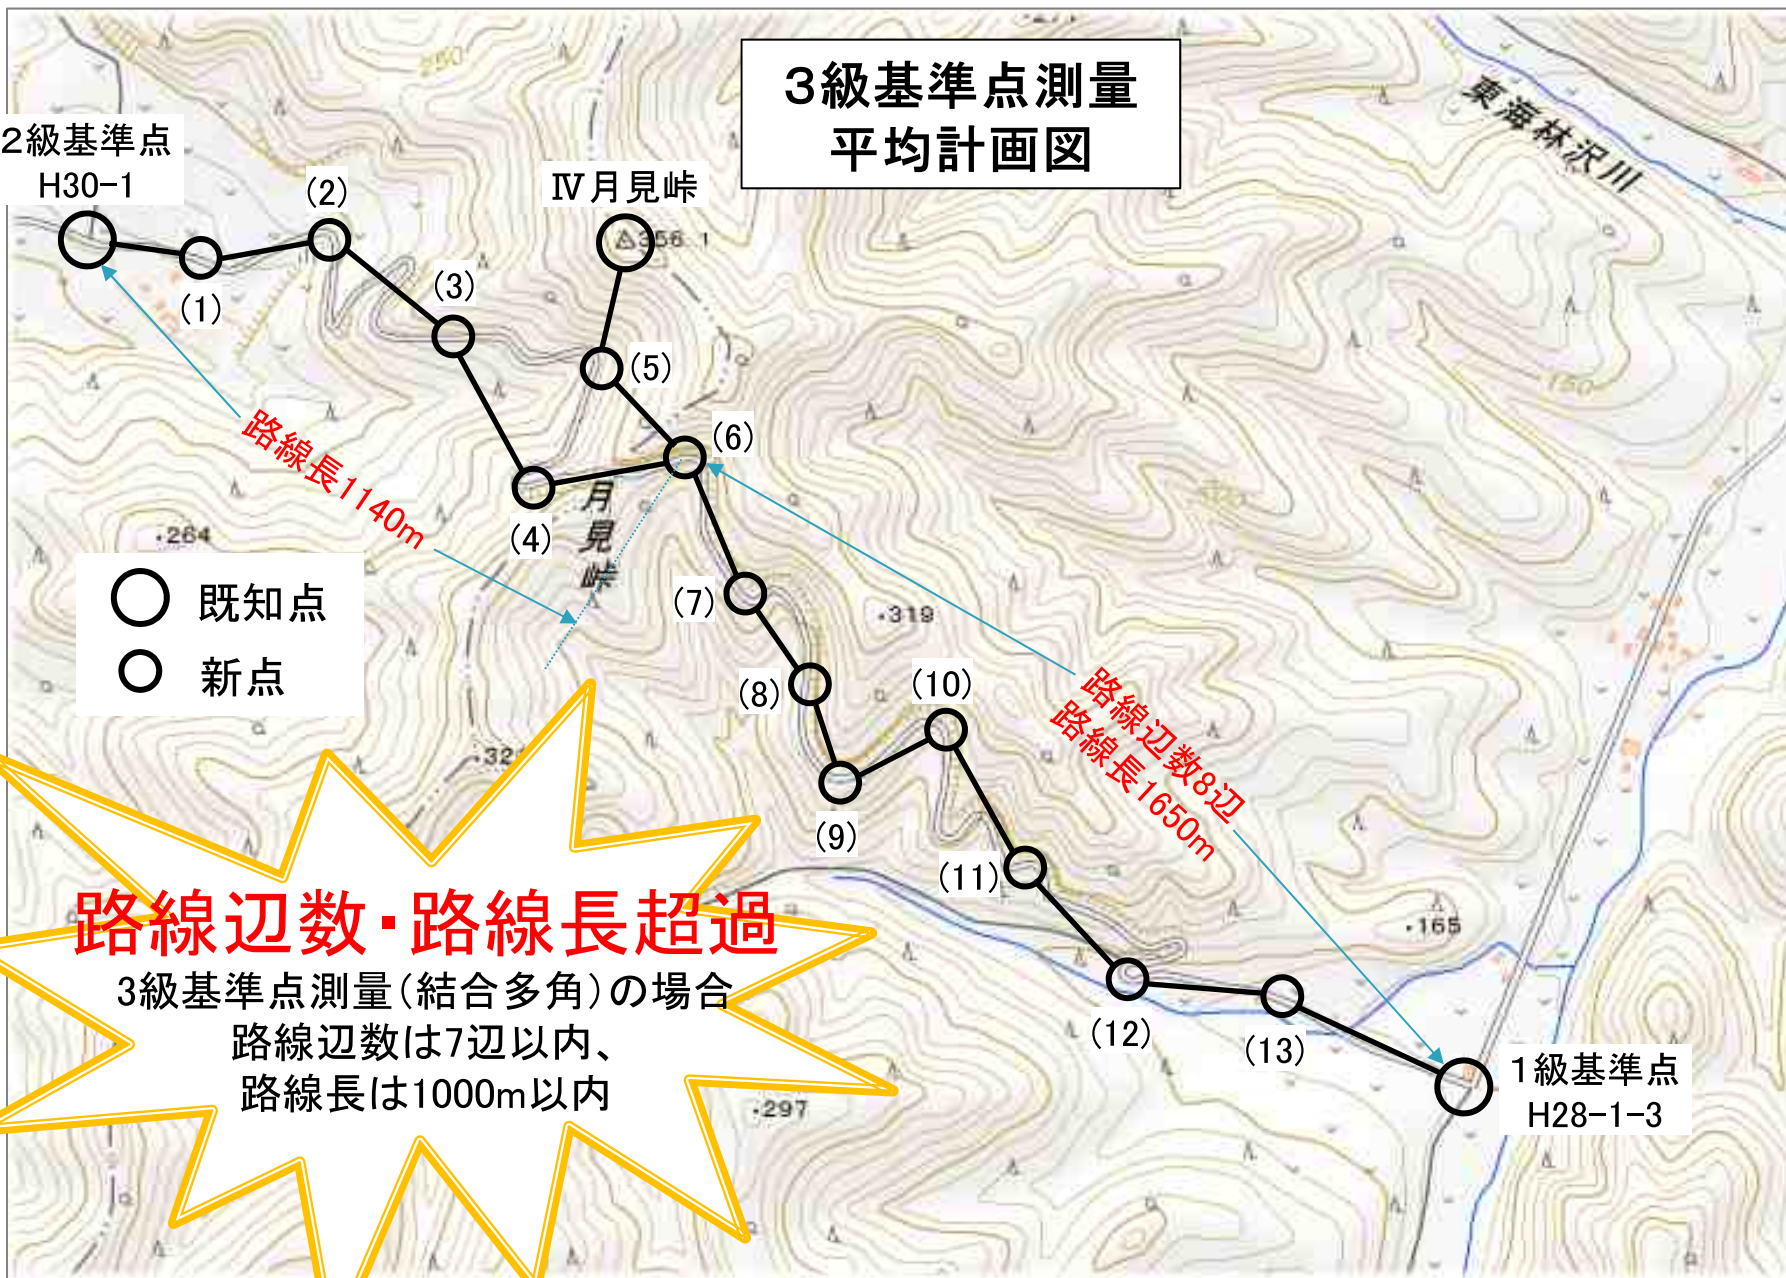 3級基準点測量
平均計画図
東海林沢川
2級基準点
H30-1
(1)
(2)
(3)
(4)
Ⅳ月見峠
356.1
(5)
(6)
月見峠
路線長1140m
264
既知点
新点
(7)
(8)
(9)
(10)
(11)
(12)
(13)
319
路線辺数8辺
路線長1650m
150
250
165
297
1級基準点
H28-1-3
路線辺数・路線長超過
3級基準点測量(結合多角)の場合
路線辺数は7辺以内、
路線長は1000m以内